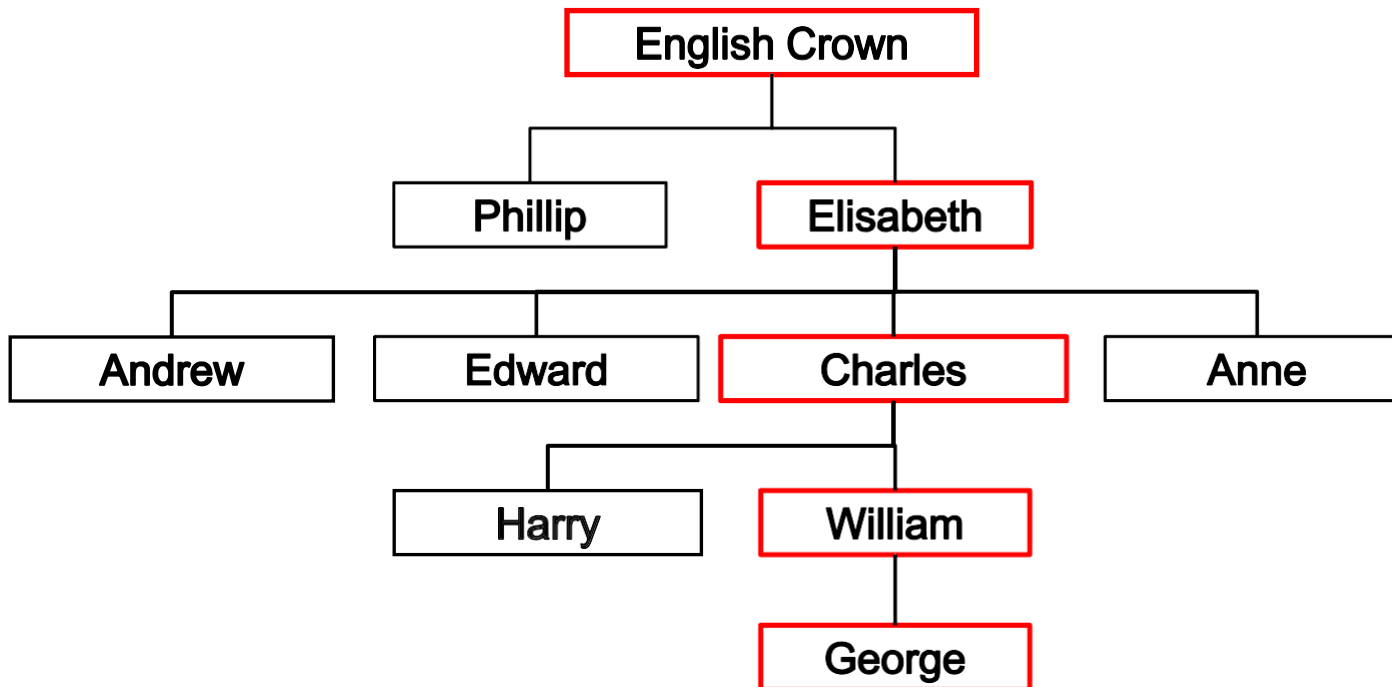 English Crown
Phillip
Elisabeth
Andrew
Edward
Charles
Anne
Harry
William
George